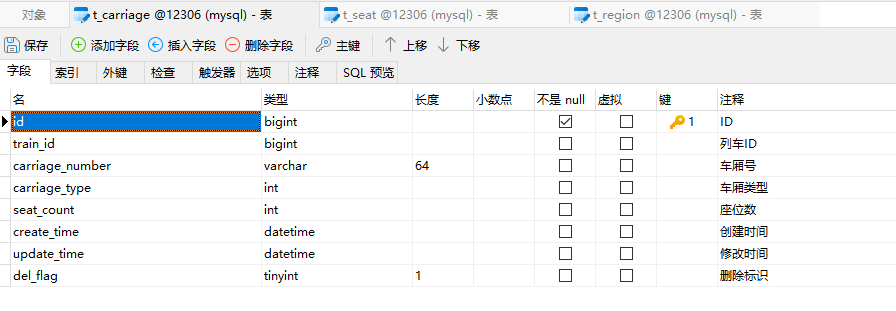 对象 t_carriage @12306 (mysql) - 表 t_seat @12306 (mysql) - 表 t_region @12306 (mysql) - 表
保存 添加字段 插入字段 删除字段 主键 上移 下移
字段 索引 外键 检查 触发器 选项 注释 SQL 预览
名 类型 长度 小数点 不是 null 虚拟 键 注释
id bigint 1 ID
train_id bigint 列车ID
carriage_number varchar 64 车厢号
carriage_type int 车厢类型
seat_count int 座位数
create_time datetime 创建时间
update_time datetime 修改时间
del_flag tinyint 1 删除标识